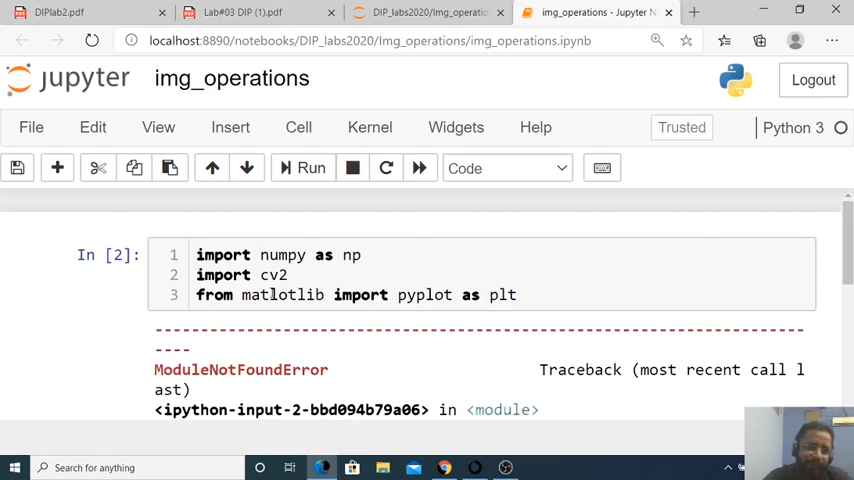 DIPlab2.pdf
Lab#03 DIP (1).pdf
DIP_labs2020/Img_operation
img_operations - Jupyter N
localhost:8890/notebooks/DIP_labs2020/Img_operations/img_operations.ipynb
jupyter img_operations
Logout
File Edit View Insert Cell Kernel Widgets Help
Trusted
Python 3
Run
Code
In [2]:
1 import numpy as np
2 import cv2
3 from matlotlib import pyplot as plt
--------------------------------------------------------------------------
----
ModuleNotFoundError Traceback (most recent call l
ast)
<ipython-input-2-bbd094b79a06> in <module>
Search for anything